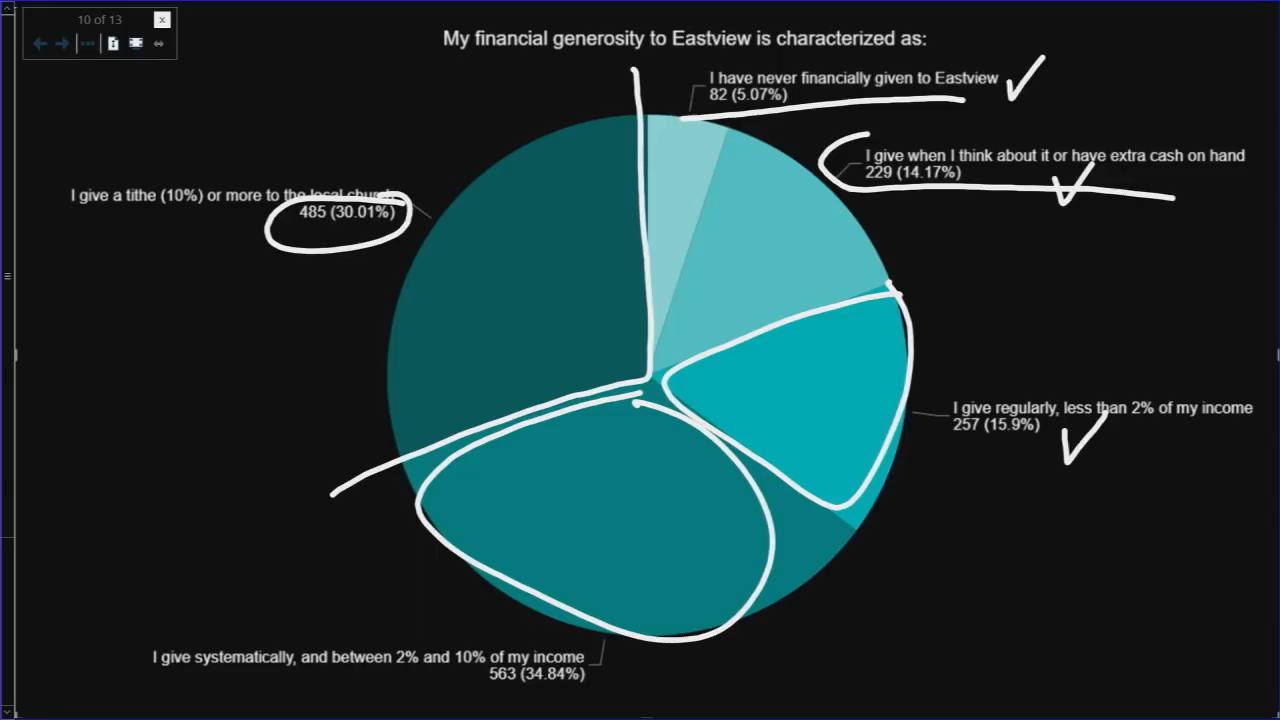 10 of 13
x
My financial generosity to Eastview is characterized as:
I have never financially given to Eastview
82 (5.07%)
I give when I think about it or have extra cash on hand
229 (14.17%)
I give a tithe (10%) or more to the local church
485 (30.01%)
I give regularly, less than 2% of my income
257 (15.9%)
I give systematically, and between 2% and 10% of my income
563 (34.84%)